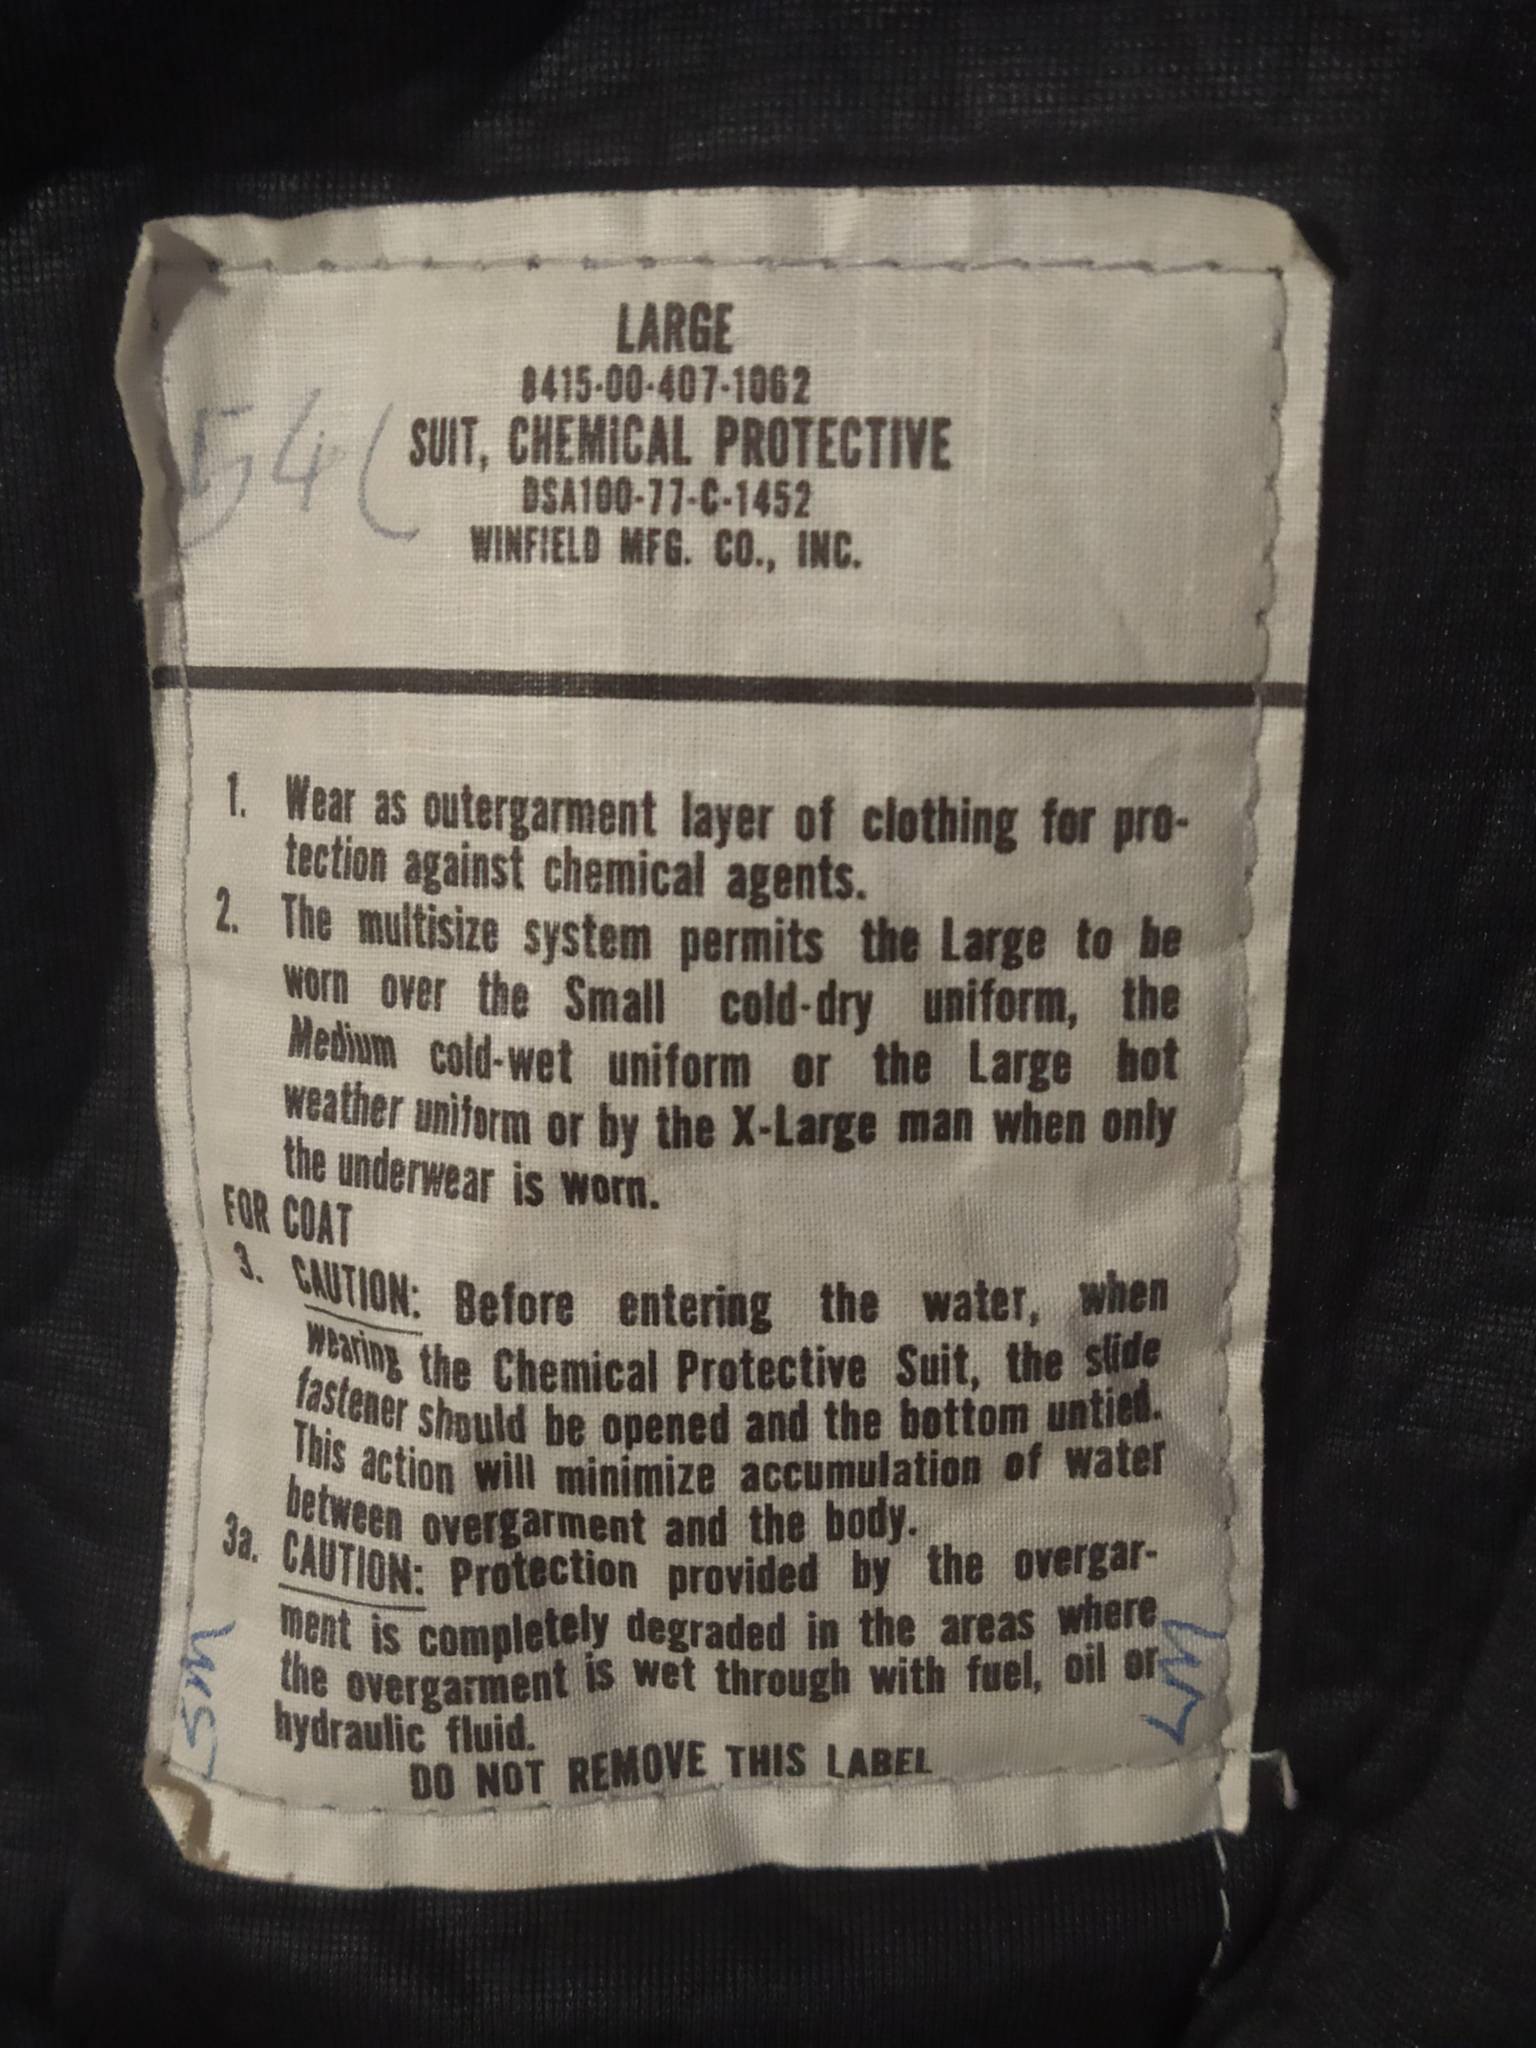 LARGE
8415-00-407-1062
SUIT, CHEMICAL PROTECTIVE
DSA100-77-C-1452
WINFIELD MFG. CO., INC.
54L
1. Wear as outergarment layer of clothing for pro-
tection against chemical agents.
2. The multisize system permits the Large to be
worn over the Small cold-dry uniform, the
Medium cold-wet uniform or the Large hot
weather uniform or by the X-Large man when only
the underwear is worn.
FOR COAT
3. CAUTION: Before entering the water, when
wearing the Chemical Protective Suit, the slide
fastener should be opened and the bottom untied.
This action will minimize accumulation of water
between overgarment and the body.
3a. CAUTION: Protection provided by the overgar-
ment is completely degraded in the areas where
the overgarment is wet through with fuel, oil or
hydraulic fluid.
DO NOT REMOVE THIS LABEL